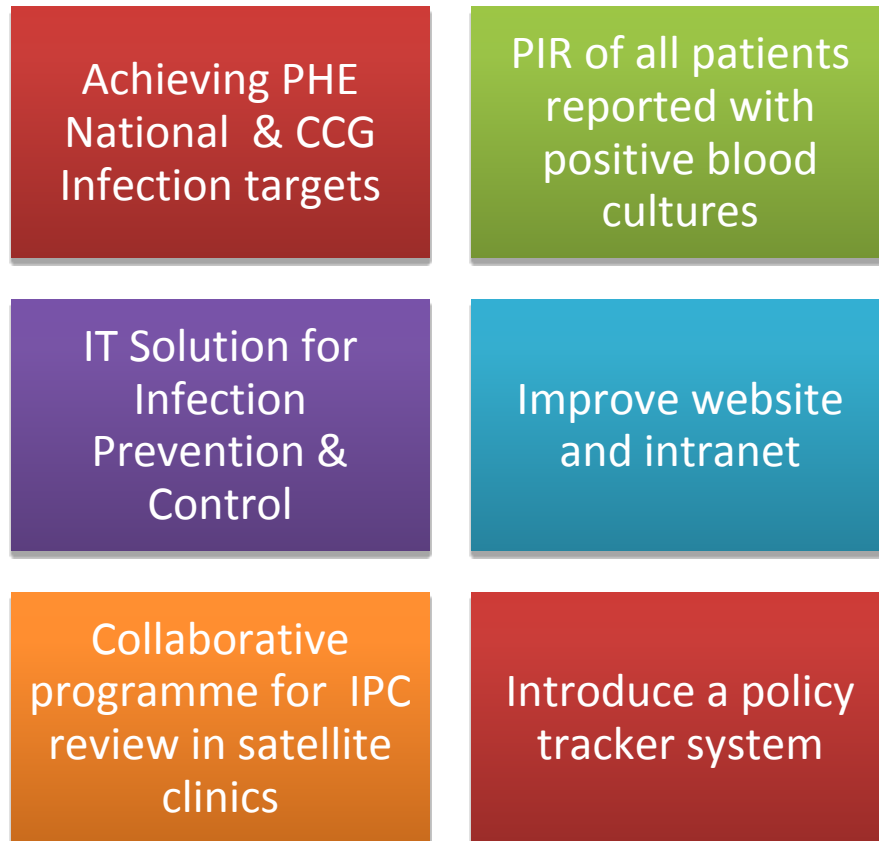 Achieving PHE
National & CCG
Infection targets
PIR of all patients
reported with
positive blood
cultures
IT Solution for
Infection
Prevention &
Control
Improve website
and intranet
Collaborative
programme for IPC
review in satellite
clinics
Introduce a policy
tracker system